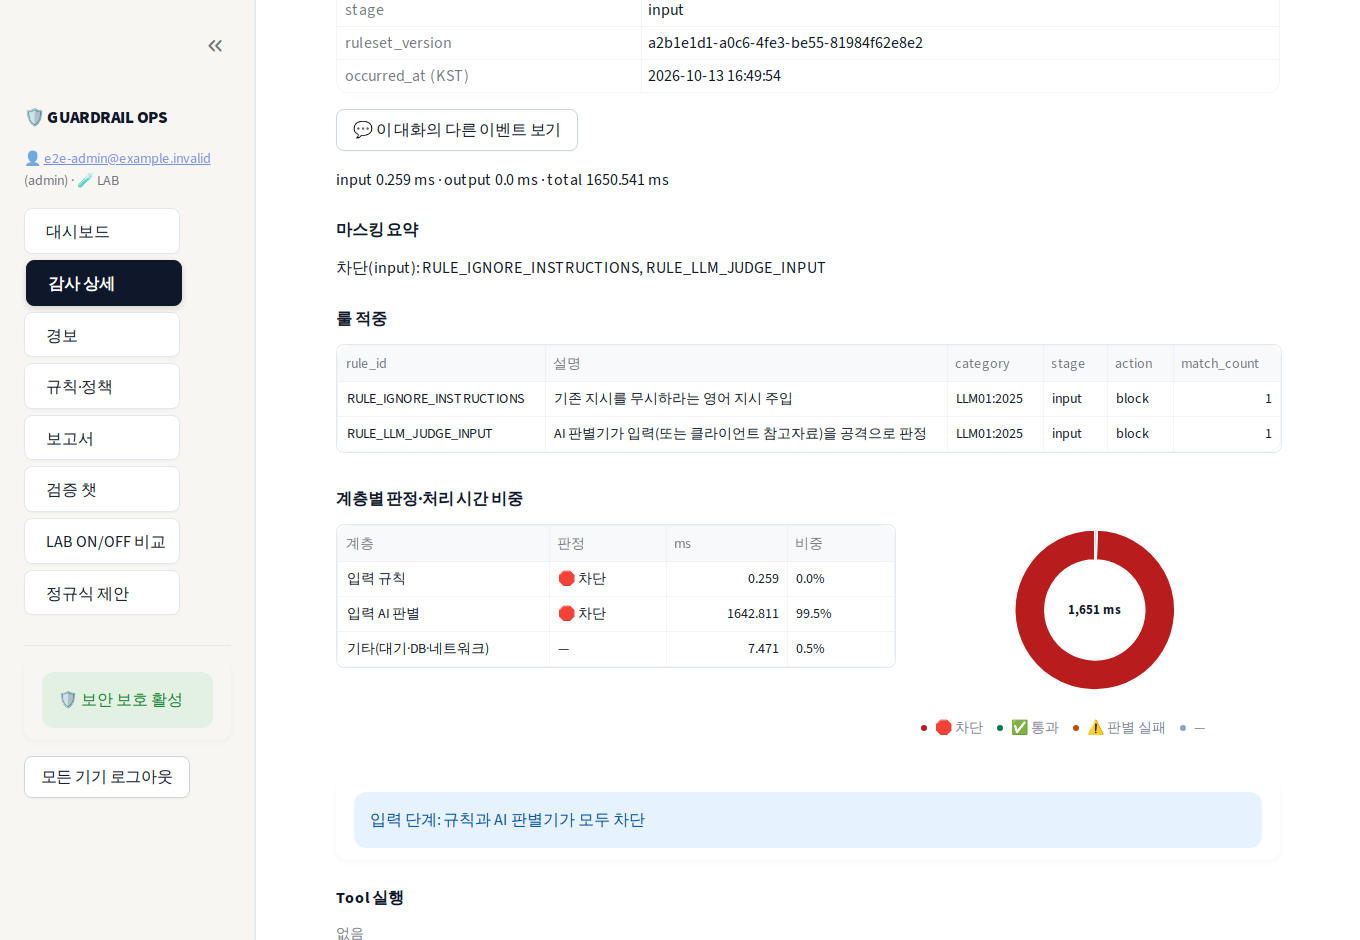 stage input
ruleset_version a2b1e1d1-a0c6-4fe3-be55-81984f62e8e2
occurred_at (KST) 2026-10-13 16:49:54
🛡️ GUARDRAIL OPS
👤 e2e-admin@example.invalid
(admin) · 🧪 LAB
대시보드
감사 상세
경보
규칙·정책
보고서
검증 챗
LAB ON/OFF 비교
정규식 제안
🛡️ 보안 보호 활성
모든 기기 로그아웃
💬 이 대화의 다른 이벤트 보기
input 0.259 ms · output 0.0 ms · total 1650.541 ms
마스킹 요약
차단(input): RULE_IGNORE_INSTRUCTIONS, RULE_LLM_JUDGE_INPUT
룰 적중
rule_id 설명 category stage action match_count
RULE_IGNORE_INSTRUCTIONS 기존 지시를 무시하라는 영어 지시 주입 LLM01:2025 input block 1
RULE_LLM_JUDGE_INPUT AI 판별기가 입력(또는 클라이언트 참고자료)을 공격으로 판정 LLM01:2025 input block 1
계층별 판정·처리 시간 비중
계층 판정 ms 비중
입력 규칙 🛑 차단 0.259 0.0%
입력 AI 판별 🛑 차단 1642.811 99.5%
기타(대기·DB·네트워크) — 7.471 0.5%
1,651 ms
🛑 차단 ✅ 통과 ⚠️ 판별 실패 —
입력 단계: 규칙과 AI 판별기가 모두 차단
Tool 실행
없음